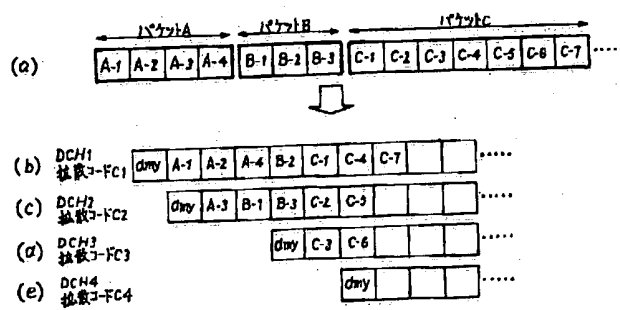 パケットA パケットB パケットC
(a) A-1 A-2 A-3 A-4 B-1 B-2 B-3 C-1 C-2 C-3 C-4 C-5 C-6 C-7 ‥‥
(b) DCH1 拡散コードC1 dmy A-1 A-2 A-4 B-2 C-1 C-4 C-7 ‥‥‥
(c) DCH2 拡散コードC2 dmy A-3 B-1 B-3 C-2 C-5 ‥‥‥
(d) DCH3 拡散コードC3 dmy C-3 C-6 ‥‥‥
(e) DCH4 拡散コードC4 dmy ‥‥‥